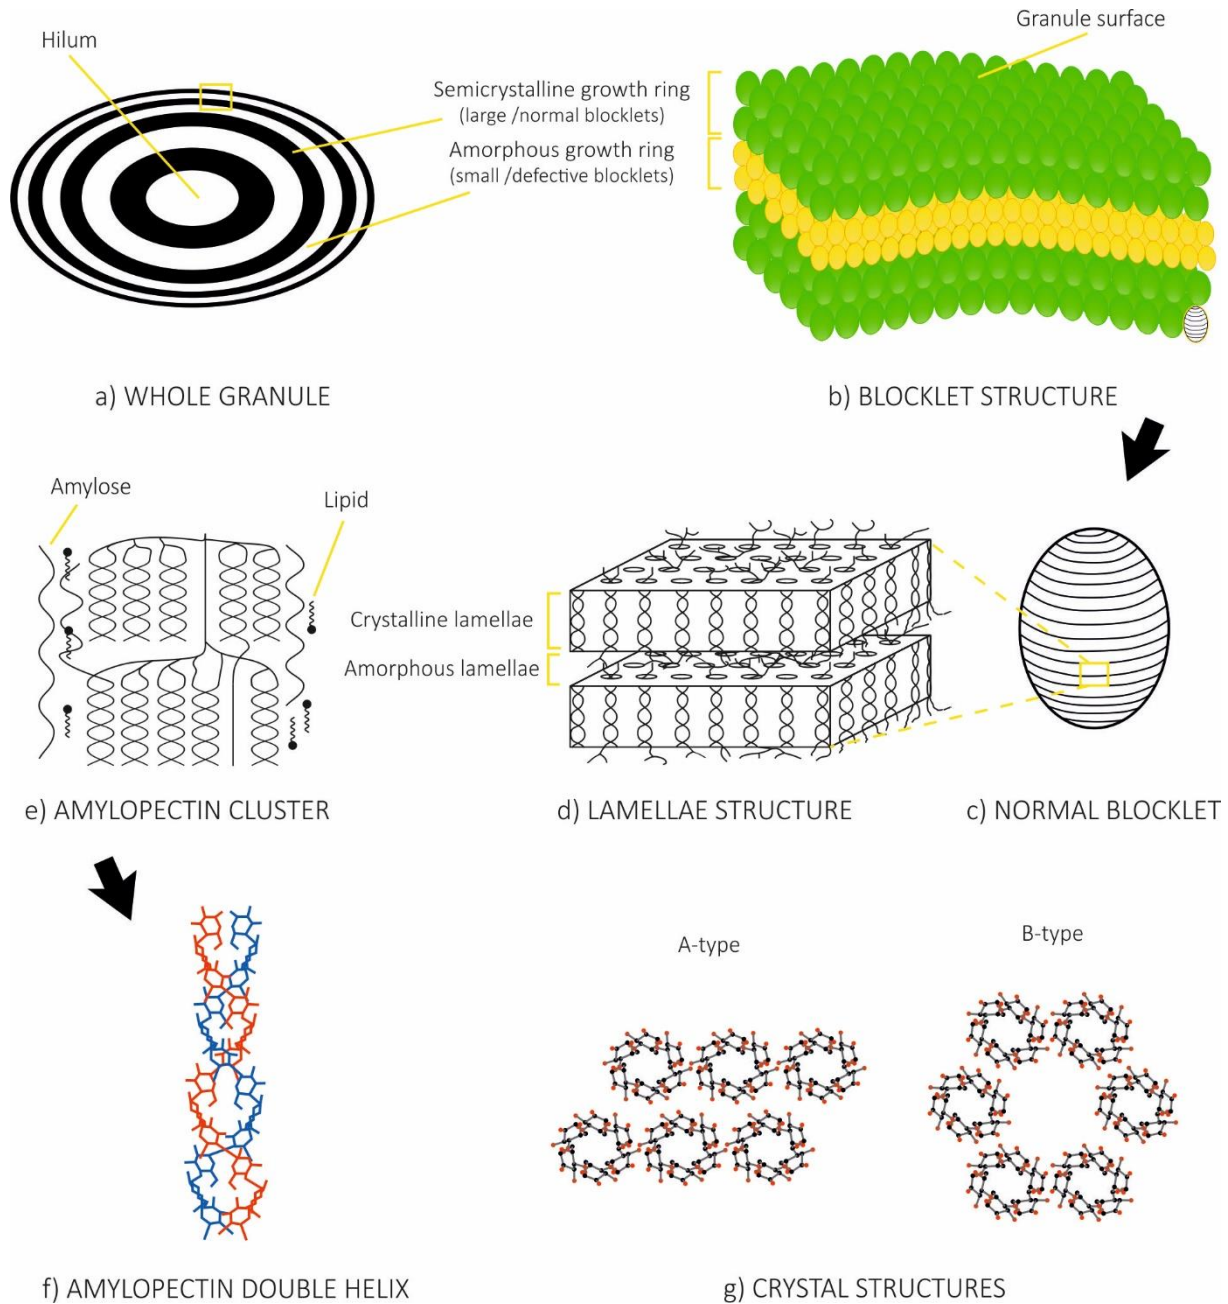 Hilum
Granule surface
Semicrystalline growth ring
(large /normal blocklets)
Amorphous growth ring
(small /defective blocklets)
a) WHOLE GRANULE
b) BLOCKLET STRUCTURE
Amylose
Lipid
Crystalline lamellae
Amorphous lamellae
e) AMYLOPECTIN CLUSTER
d) LAMELLAE STRUCTURE
c) NORMAL BLOCKLET
A-type
B-type
f) AMYLOPECTIN DOUBLE HELIX
g) CRYSTAL STRUCTURES